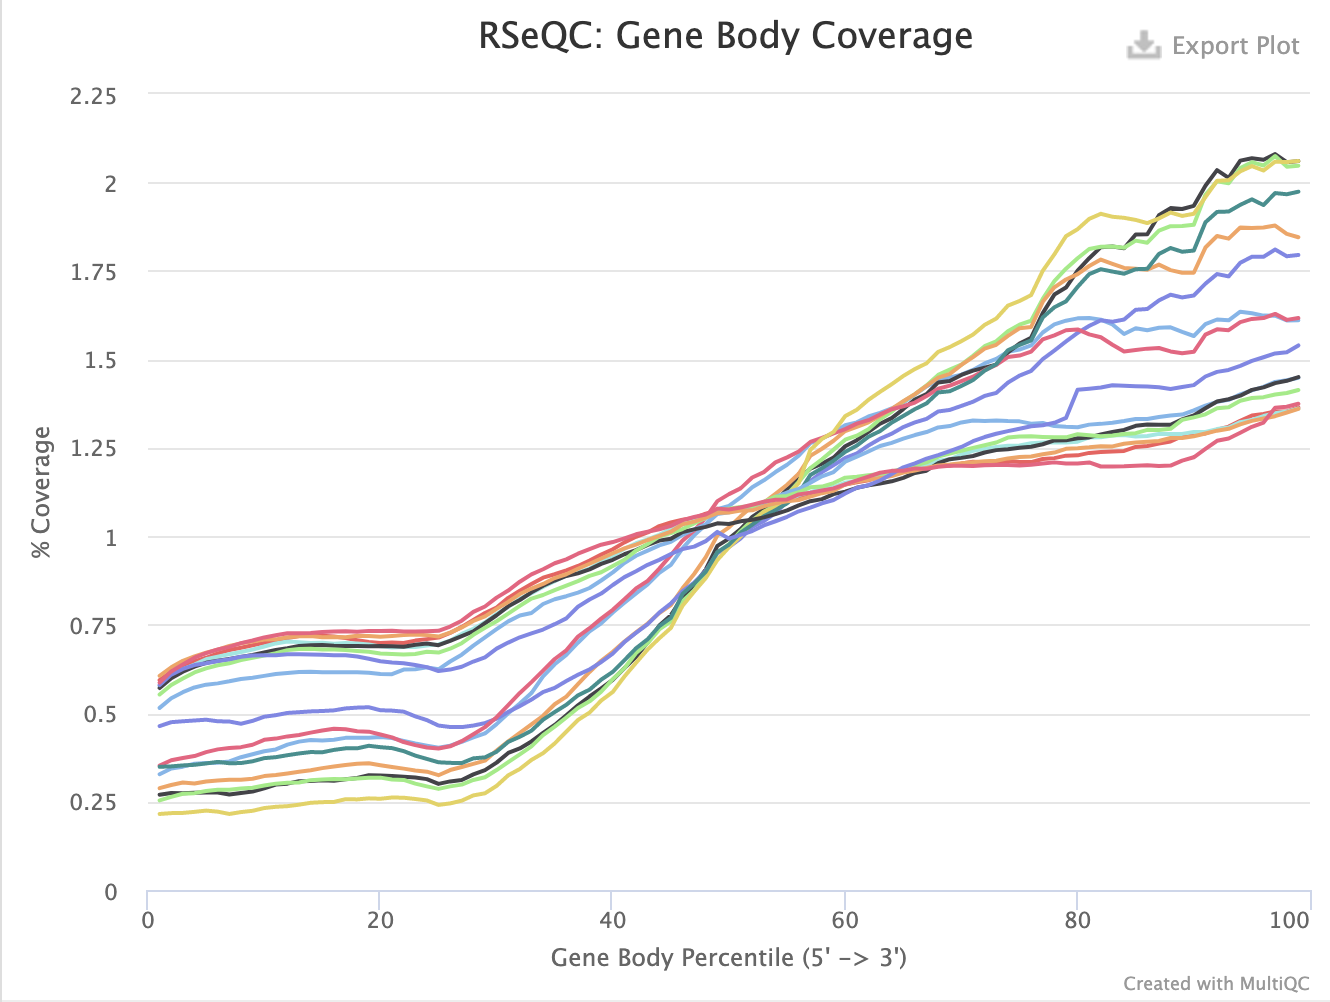 RSeQC: Gene Body Coverage
Export Plot
% Coverage
2.25
2
1.75
1.5
1.25
1
0.75
0.5
0.25
0
0 20 40 60 80 100
Gene Body Percentile (5' -> 3')
Created with MultiQC